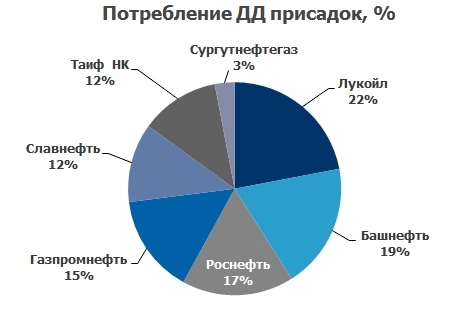 Потребление ДД присадок, %
Сургутнефтегаз
3%
Таиф НК
12%
Лукойл
22%
Славнефть
12%
Башнефть
19%
Газпромнефть
15%
Роснефть
17%